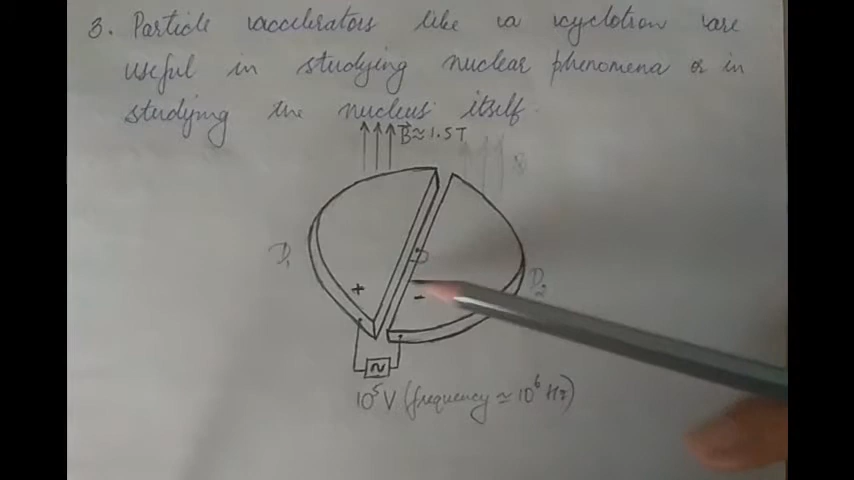 3. Particle accelerators like a cyclotron are
useful in studying nuclear phenomena or in
studying the nucleus itself.
B≈1.5T
D₁
+
-
D₂
~
10⁵V (frequency ≃ 10⁶ Hz)